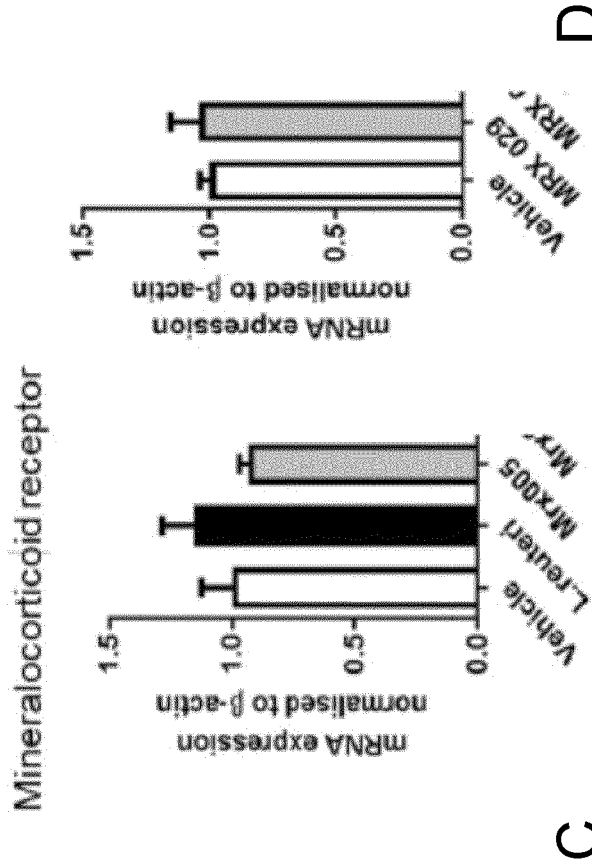 Mineralocorticoid receptor
mRNA expression
normalised to β-actin
1.5
1.0
0.5
0.0
Vehicle
L.reuteri
Mrx005
mRNA expression
normalised to β-actin
1.5
1.0
0.5
0.0
Vehicle
MRX 029
MRX
C
D